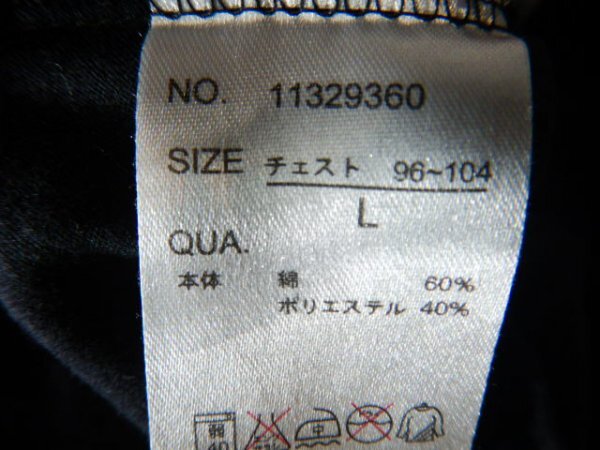 NO. 11329360
SIZE チェスト 96~104
L
QUA.
本体 綿 60%
ポリエステル 40%
弱 中
40